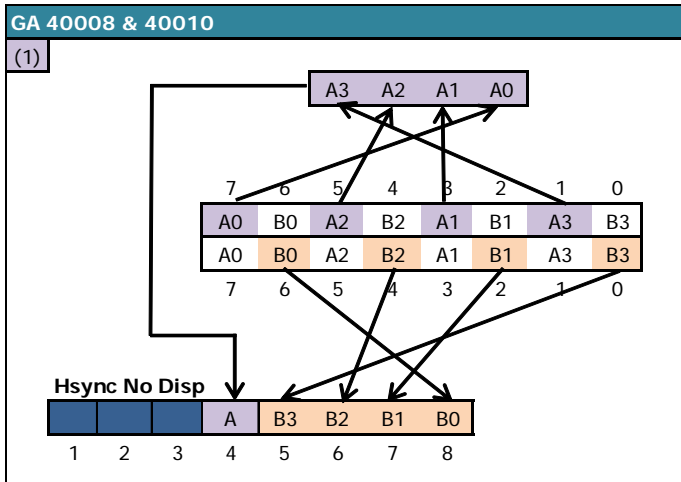 GA 40008 & 40010
(1)
A3 A2 A1 A0
7 6 5 4 3 2 1 0
A0 B0 A2 B2 A1 B1 A3 B3
A0 B0 A2 B2 A1 B1 A3 B3
7 6 5 4 3 2 1 0
Hsync No Disp
A B3 B2 B1 B0
1 2 3 4 5 6 7 8